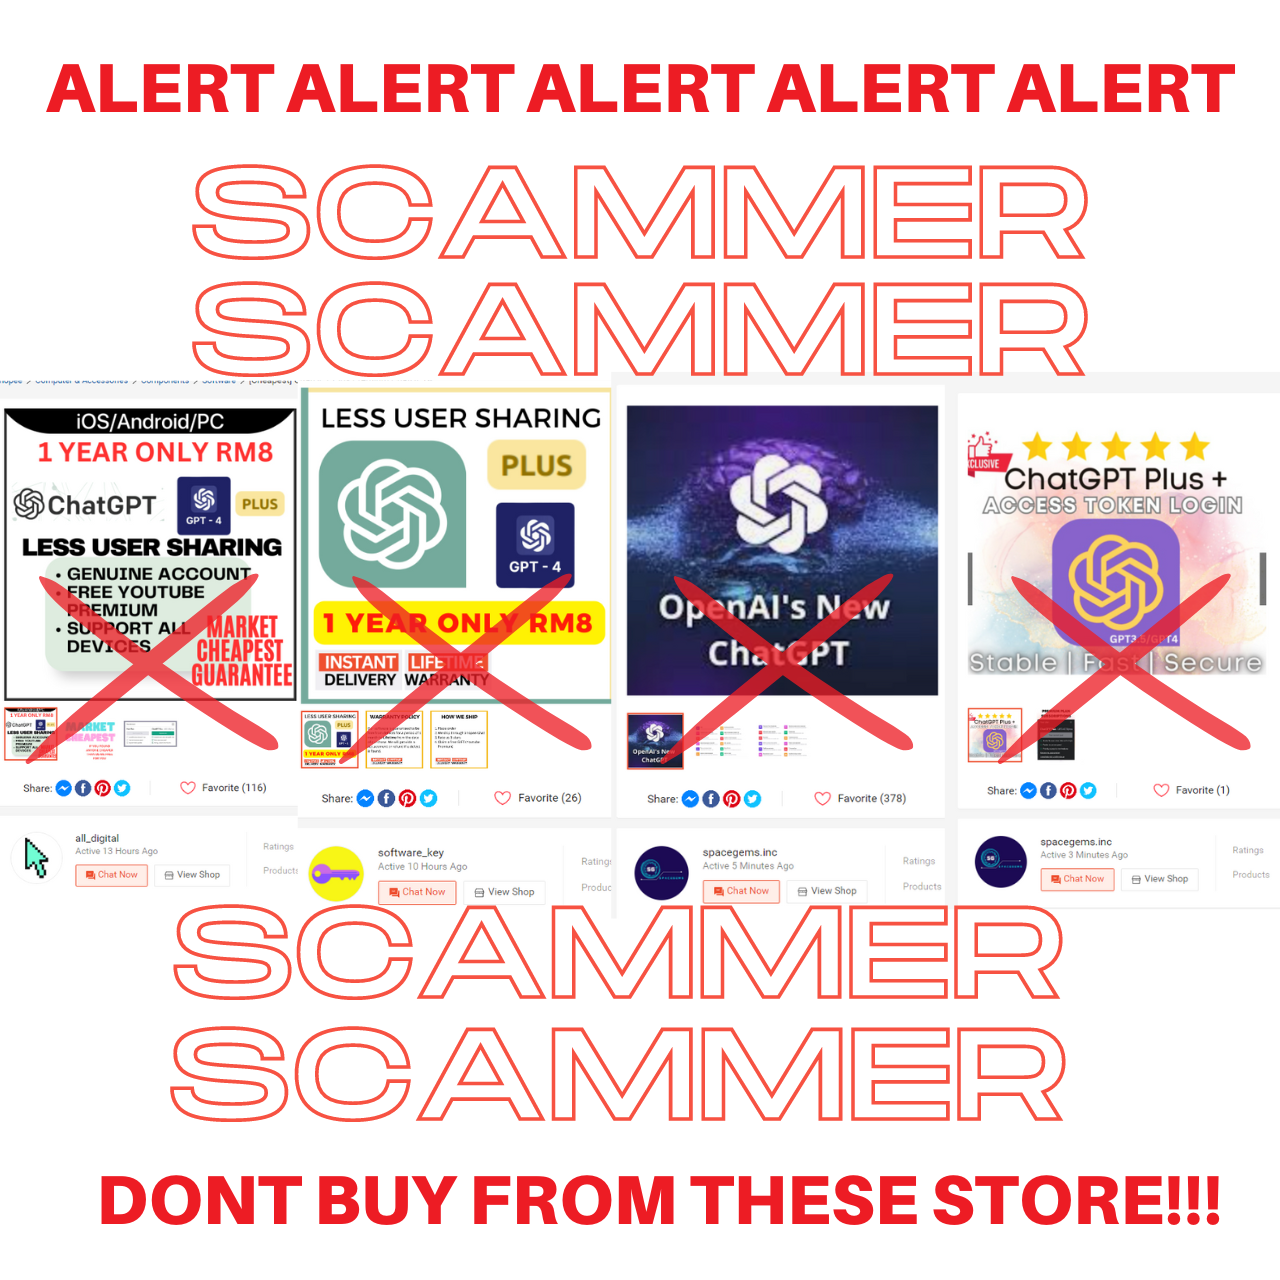 ALERT ALERT ALERT ALERT ALERT
SCAMMER
SCAMMER
iOS/Android/PC
1 YEAR ONLY RM8
ChatGPT
GPT - 4
PLUS
LESS USER SHARING
• GENUINE ACCOUNT
• FREE YOUTUBE
PREMIUM
• SUPPORT ALL
DEVICES
MARKET
CHEAPEST
GUARANTEE
Share:
Favorite (116)
all_digital
Active 13 Hours Ago
Chat Now
View Shop
Ratings
Products
LESS USER SHARING
PLUS
GPT - 4
1 YEAR ONLY RM8
INSTANT
DELIVERY
LIFETIME
WARRANTY
WARRANTY POLICY
HOW WE SHIP
Share:
Favorite (26)
software_key
Active 10 Hours Ago
Chat Now
View Shop
OpenAI's New
ChatGPT
Share:
Favorite (378)
spacegems.inc
Active 5 Minutes Ago
Chat Now
View Shop
Ratings
Products
ChatGPT Plus +
ACCESS TOKEN LOGIN
GPT3.5/GPT4
Stable | Fast | Secure
Share:
Favorite (1)
spacegems.inc
Active 3 Minutes Ago
Chat Now
View Shop
Ratings
Products
SCAMMER
SCAMMER
DONT BUY FROM THESE STORE!!!